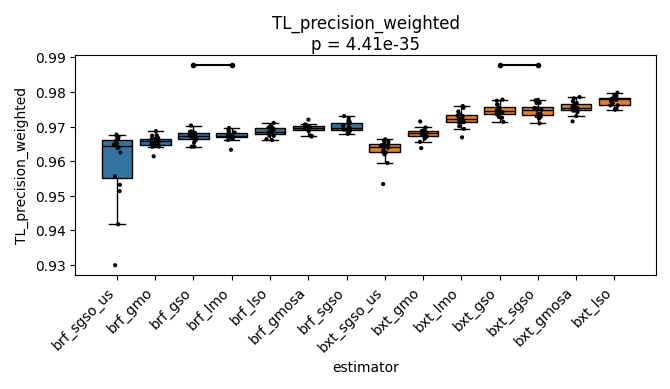 TL_precision_weighted
p = 4.41e-35
0.99
0.98
0.97
0.96
0.95
0.94
0.93
TL_precision_weighted
brf_sgso_us
brf_gmo
brf_gso
brf_lmo
brf_lso
brf_gmosa
brf_sgso
bxt_sgso_us
bxt_gmo
bxt_lmo
bxt_gso
bxt_sgso
bxt_gmosa
bxt_lso
estimator